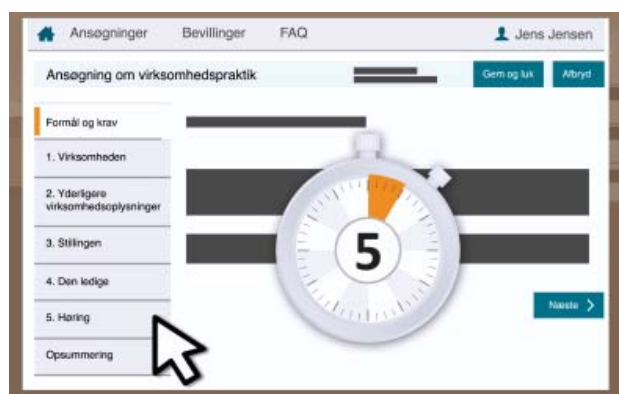 Ansøgninger Bevillinger FAQ Jens Jensen
Ansøgning om virksomhedspraktik Gem og luk Afbryd
Formål og krav
1. Virksomheden
2. Yderligere
virksomhedsoplysninger
3. Stillingen
4. Den ledige
5. Høring
Opsummering
5
Næste